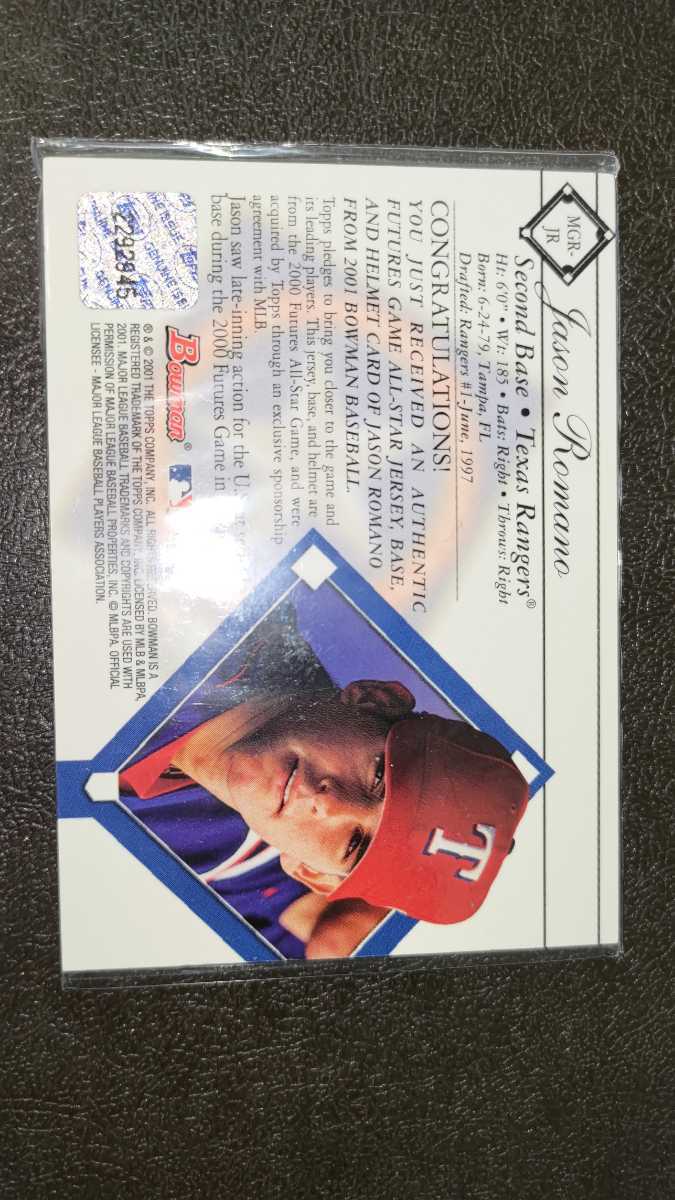 MGR-
JR
Jason Romano
Second Base • Texas Rangers®
Ht: 6'0" • Wt: 185 • Bats: Right • Throws: Right
Born: 6-24-79, Tampa, FL
Drafted: Rangers #1-June, 1997
CONGRATULATIONS!
YOU JUST RECEIVED AN AUTHENTIC
FUTURES GAME ALL-STAR JERSEY, BASE,
AND HELMET CARD OF JASON ROMANO
FROM 2001 BOWMAN BASEBALL.
Topps pledges to bring you closer to the game and
its leading players. This jersey, base, and helmet are
from the 2000 Futures All-Star Game, and were
acquired by Topps through an exclusive sponsorship
agreement with MLB.
Jason saw late-inning action for the U.S.
base during the 2000 Futures Game in
Bowman®
® & © 2001 THE TOPPS COMPANY, INC. ALL RIGHTS RESERVED. BOWMAN IS A
REGISTERED TRADEMARK OF THE TOPPS COMPANY, INC. LICENSED BY MLB & MLBPA,
2001. MAJOR LEAGUE BASEBALL TRADEMARKS AND COPYRIGHTS ARE USED WITH
PERMISSION OF MAJOR LEAGUE BASEBALL PROPERTIES, INC. © MLBPA. OFFICIAL
LICENSEE - MAJOR LEAGUE BASEBALL PLAYERS ASSOCIATION.
GENUINE
T